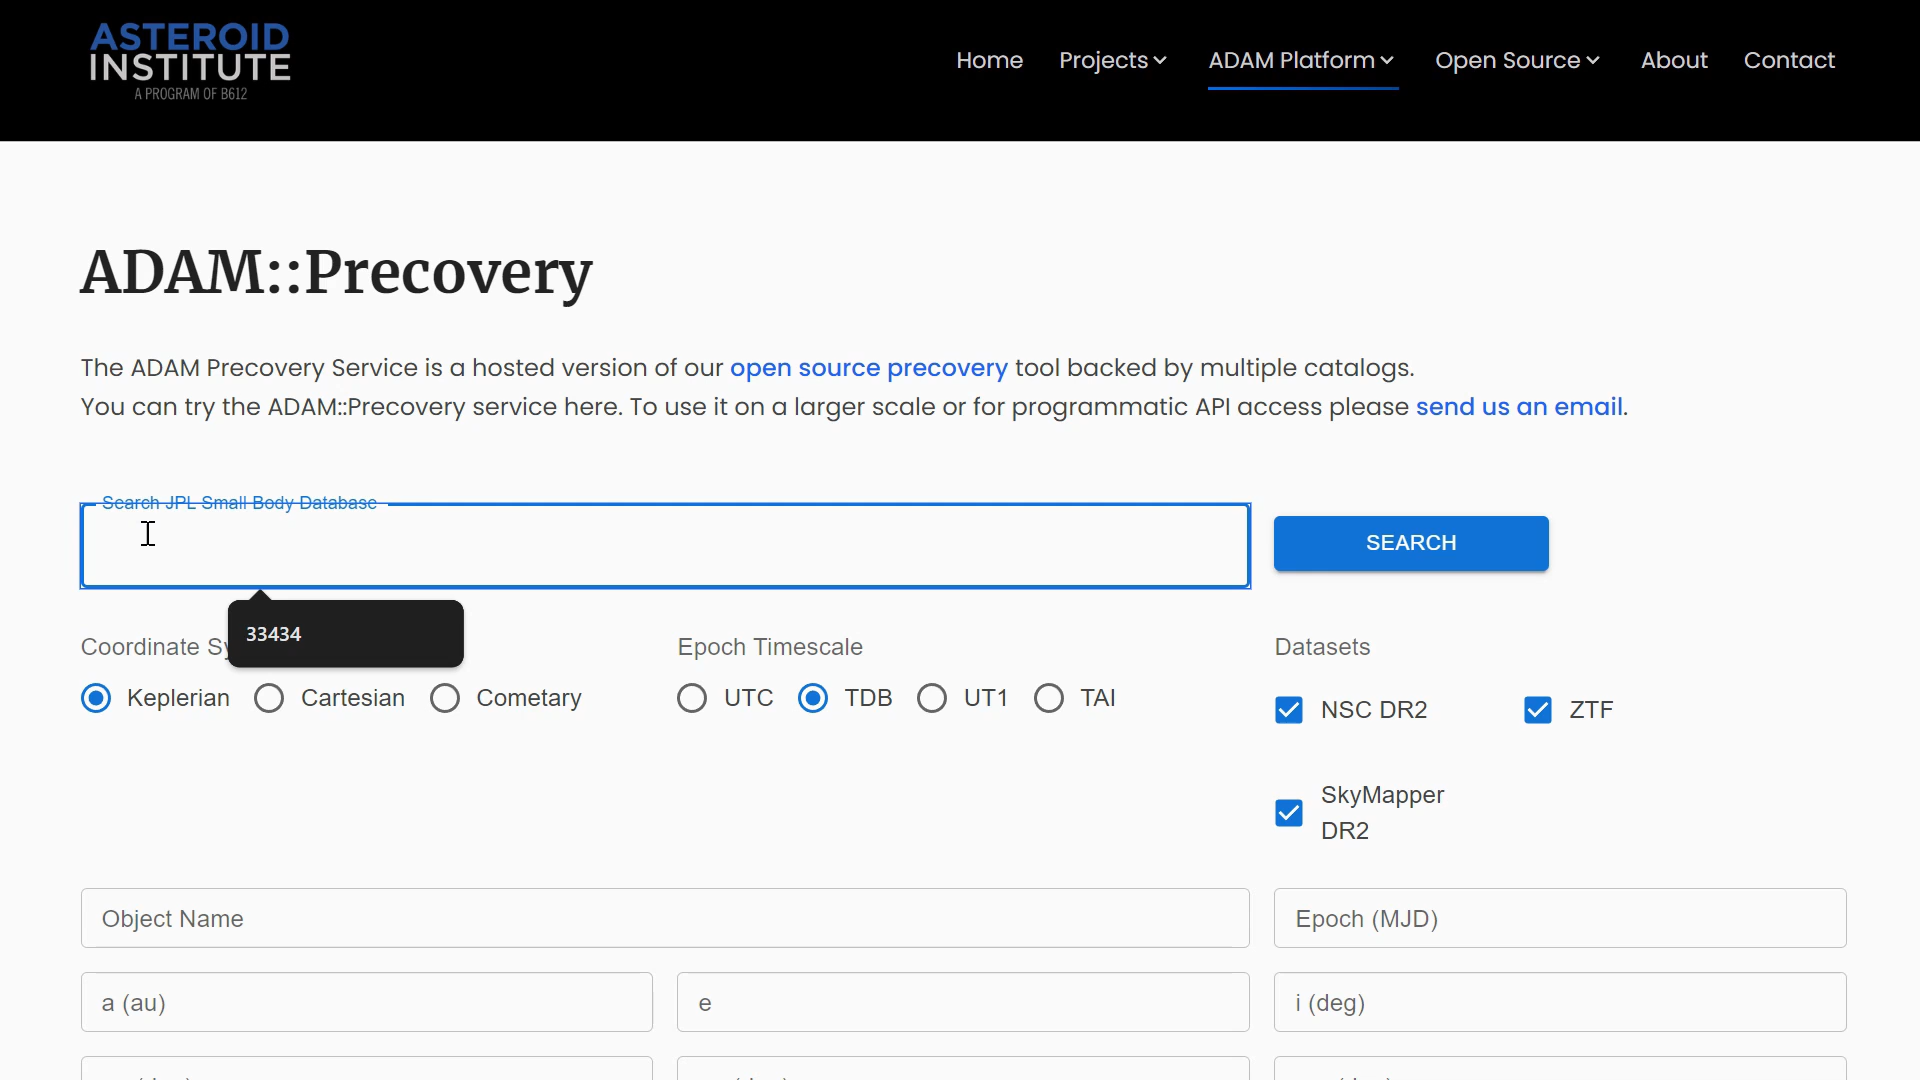 ASTEROID
INSTITUTE
A PROGRAM OF B612
Home Projects ADAM Platform Open Source About Contact
ADAM::Precovery
The ADAM Precovery Service is a hosted version of our open source precovery tool backed by multiple catalogs.
You can try the ADAM::Precovery service here. To use it on a larger scale or for programmatic API access please send us an email.
Search JPL Small Body Database
SEARCH
33434
Coordinate Sy
Keplerian Cartesian Cometary
Epoch Timescale
UTC TDB UT1 TAI
Datasets
NSC DR2 ZTF
SkyMapper
DR2
Object Name Epoch (MJD)
a (au) e i (deg)